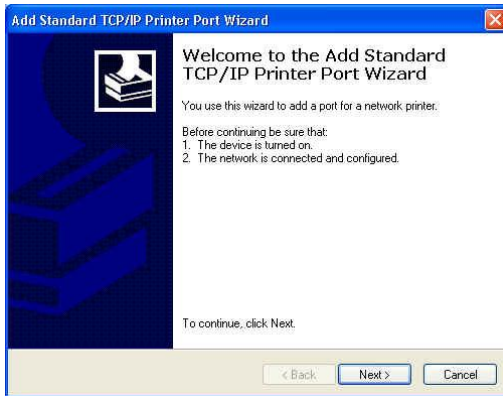 Add Standard TCP/IP Printer Port Wizard
Welcome to the Add Standard
TCP/IP Printer Port Wizard
You use this wizard to add a port for a network printer.
Before continuing be sure that:
1. The device is turned on.
2. The network is connected and configured.
To continue, click Next.
< Back
Next >
Cancel